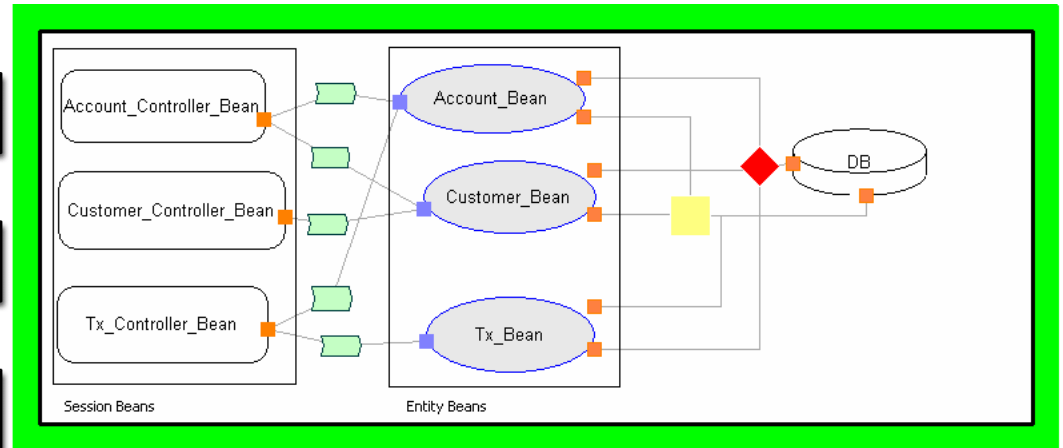 Account_Controller_Bean
Account_Bean
DB
Customer_Controller_Bean
Customer_Bean
Tx_Controller_Bean
Tx_Bean
Session Beans
Entity Beans